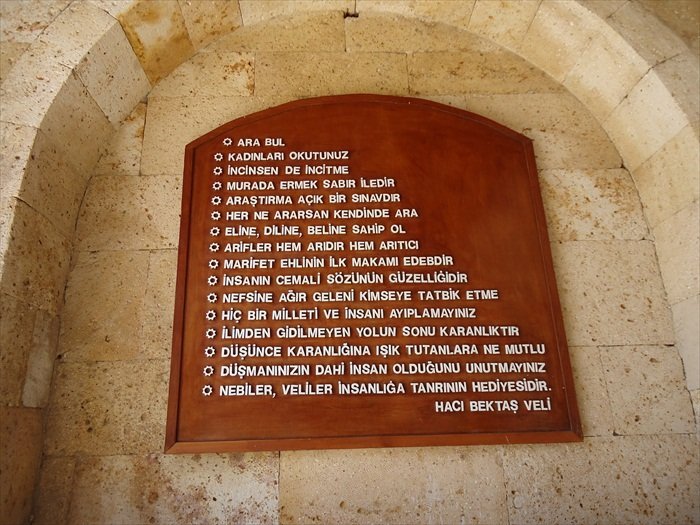 ARA BUL
KADINLARI OKUTUNUZ
İNCİNSEN DE İNCİTME
MURADA ERMEK SABIR İLEDİR
ARAŞTIRMA AÇIK BİR SINAVDIR
HER NE ARARSAN KENDİNDE ARA
ELİNE, DİLİNE, BELİNE SAHİP OL
ARİFLER HEM ARIDIR HEM ARITICI
MARİFET EHLİNİN İLK MAKAMI EDEBDİR
İNSANIN CEMALİ SÖZÜNÜN GÜZELLİĞİDİR
NEFSİNE AĞIR GELENİ KİMSEYE TATBİK ETME
HİÇ BİR MİLLETİ VE İNSANI AYIPLAMAYINIZ
İLİMDEN GİDİLMEYEN YOLUN SONU KARANLIKTIR
DÜŞÜNCE KARANLIĞINA IŞIK TUTANLARA NE MUTLU
DÜŞMANINIZIN DAHİ İNSAN OLDUĞUNU UNUTMAYINIZ
NEBİLER, VELİLER İNSANLIĞA TANRININ HEDİYESİDİR.
HACI BEKTAŞ VELİ